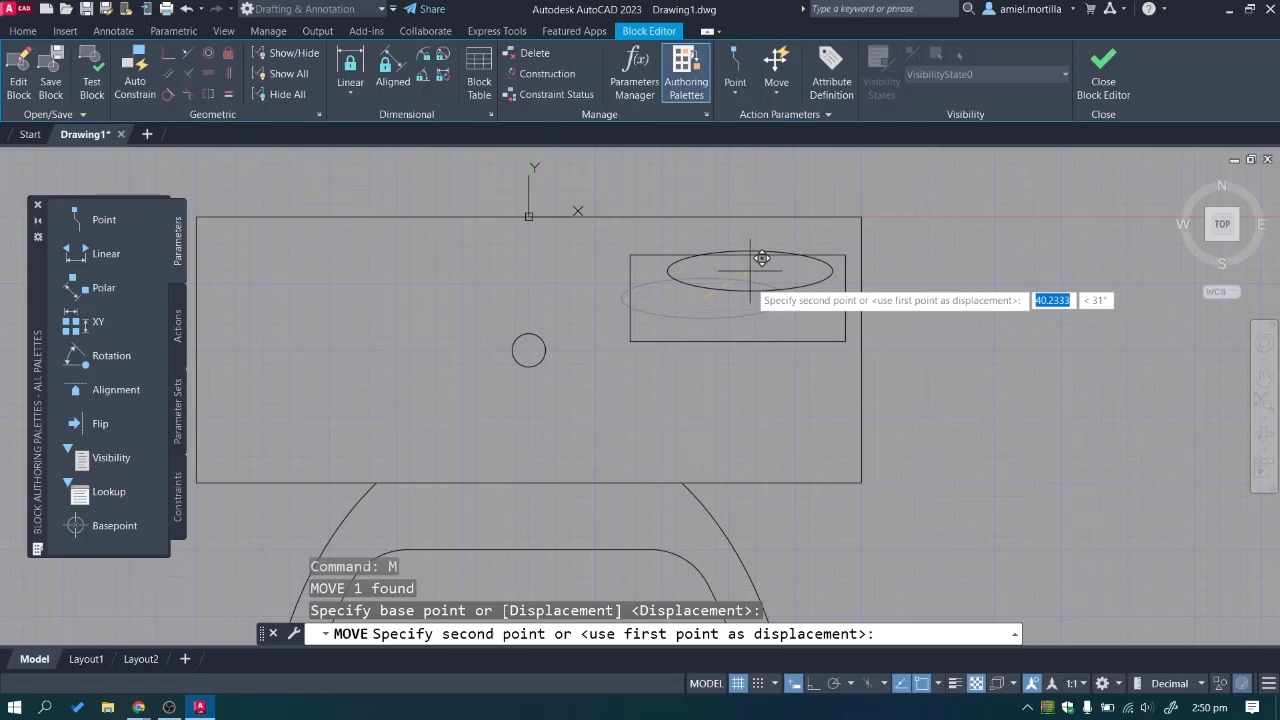 CAD
Drafting & Annotation
Share
Autodesk AutoCAD 2023 Drawing1.dwg
Type a keyword or phrase
amiel.mortilla
Home Insert Annotate Parametric View Manage Output Add-ins Collaborate Express Tools Featured Apps Block Editor
Edit Block
Save Block
Test Block
Auto Constrain
Show/Hide
Show All
Hide All
Linear
Aligned
Block Table
Delete
Construction
Constraint Status
Parameters Manager
Authoring Palettes
Point
Move
Attribute Definition
Visibility States
VisibilityState0
Close Block Editor
Open/Save Geometric Dimensional Manage Action Parameters Visibility Close
Start Drawing1*
Y
X
N
W TOP E
S
WCS
Point
Linear
Polar
XY
Rotation
Alignment
Flip
Visibility
Lookup
Basepoint
Parameters
Actions
Parameter Sets
Constraints
BLOCK AUTHORING PALETTES - ALL PALETTES
Specify second point or <use first point as displacement>: 40.2333 < 31°
Command: M
MOVE 1 found
Specify base point or [Displacement] <Displacement>:
MOVE Specify second point or <use first point as displacement>:
Model Layout1 Layout2
MODEL 1:1 Decimal
2:50 pm